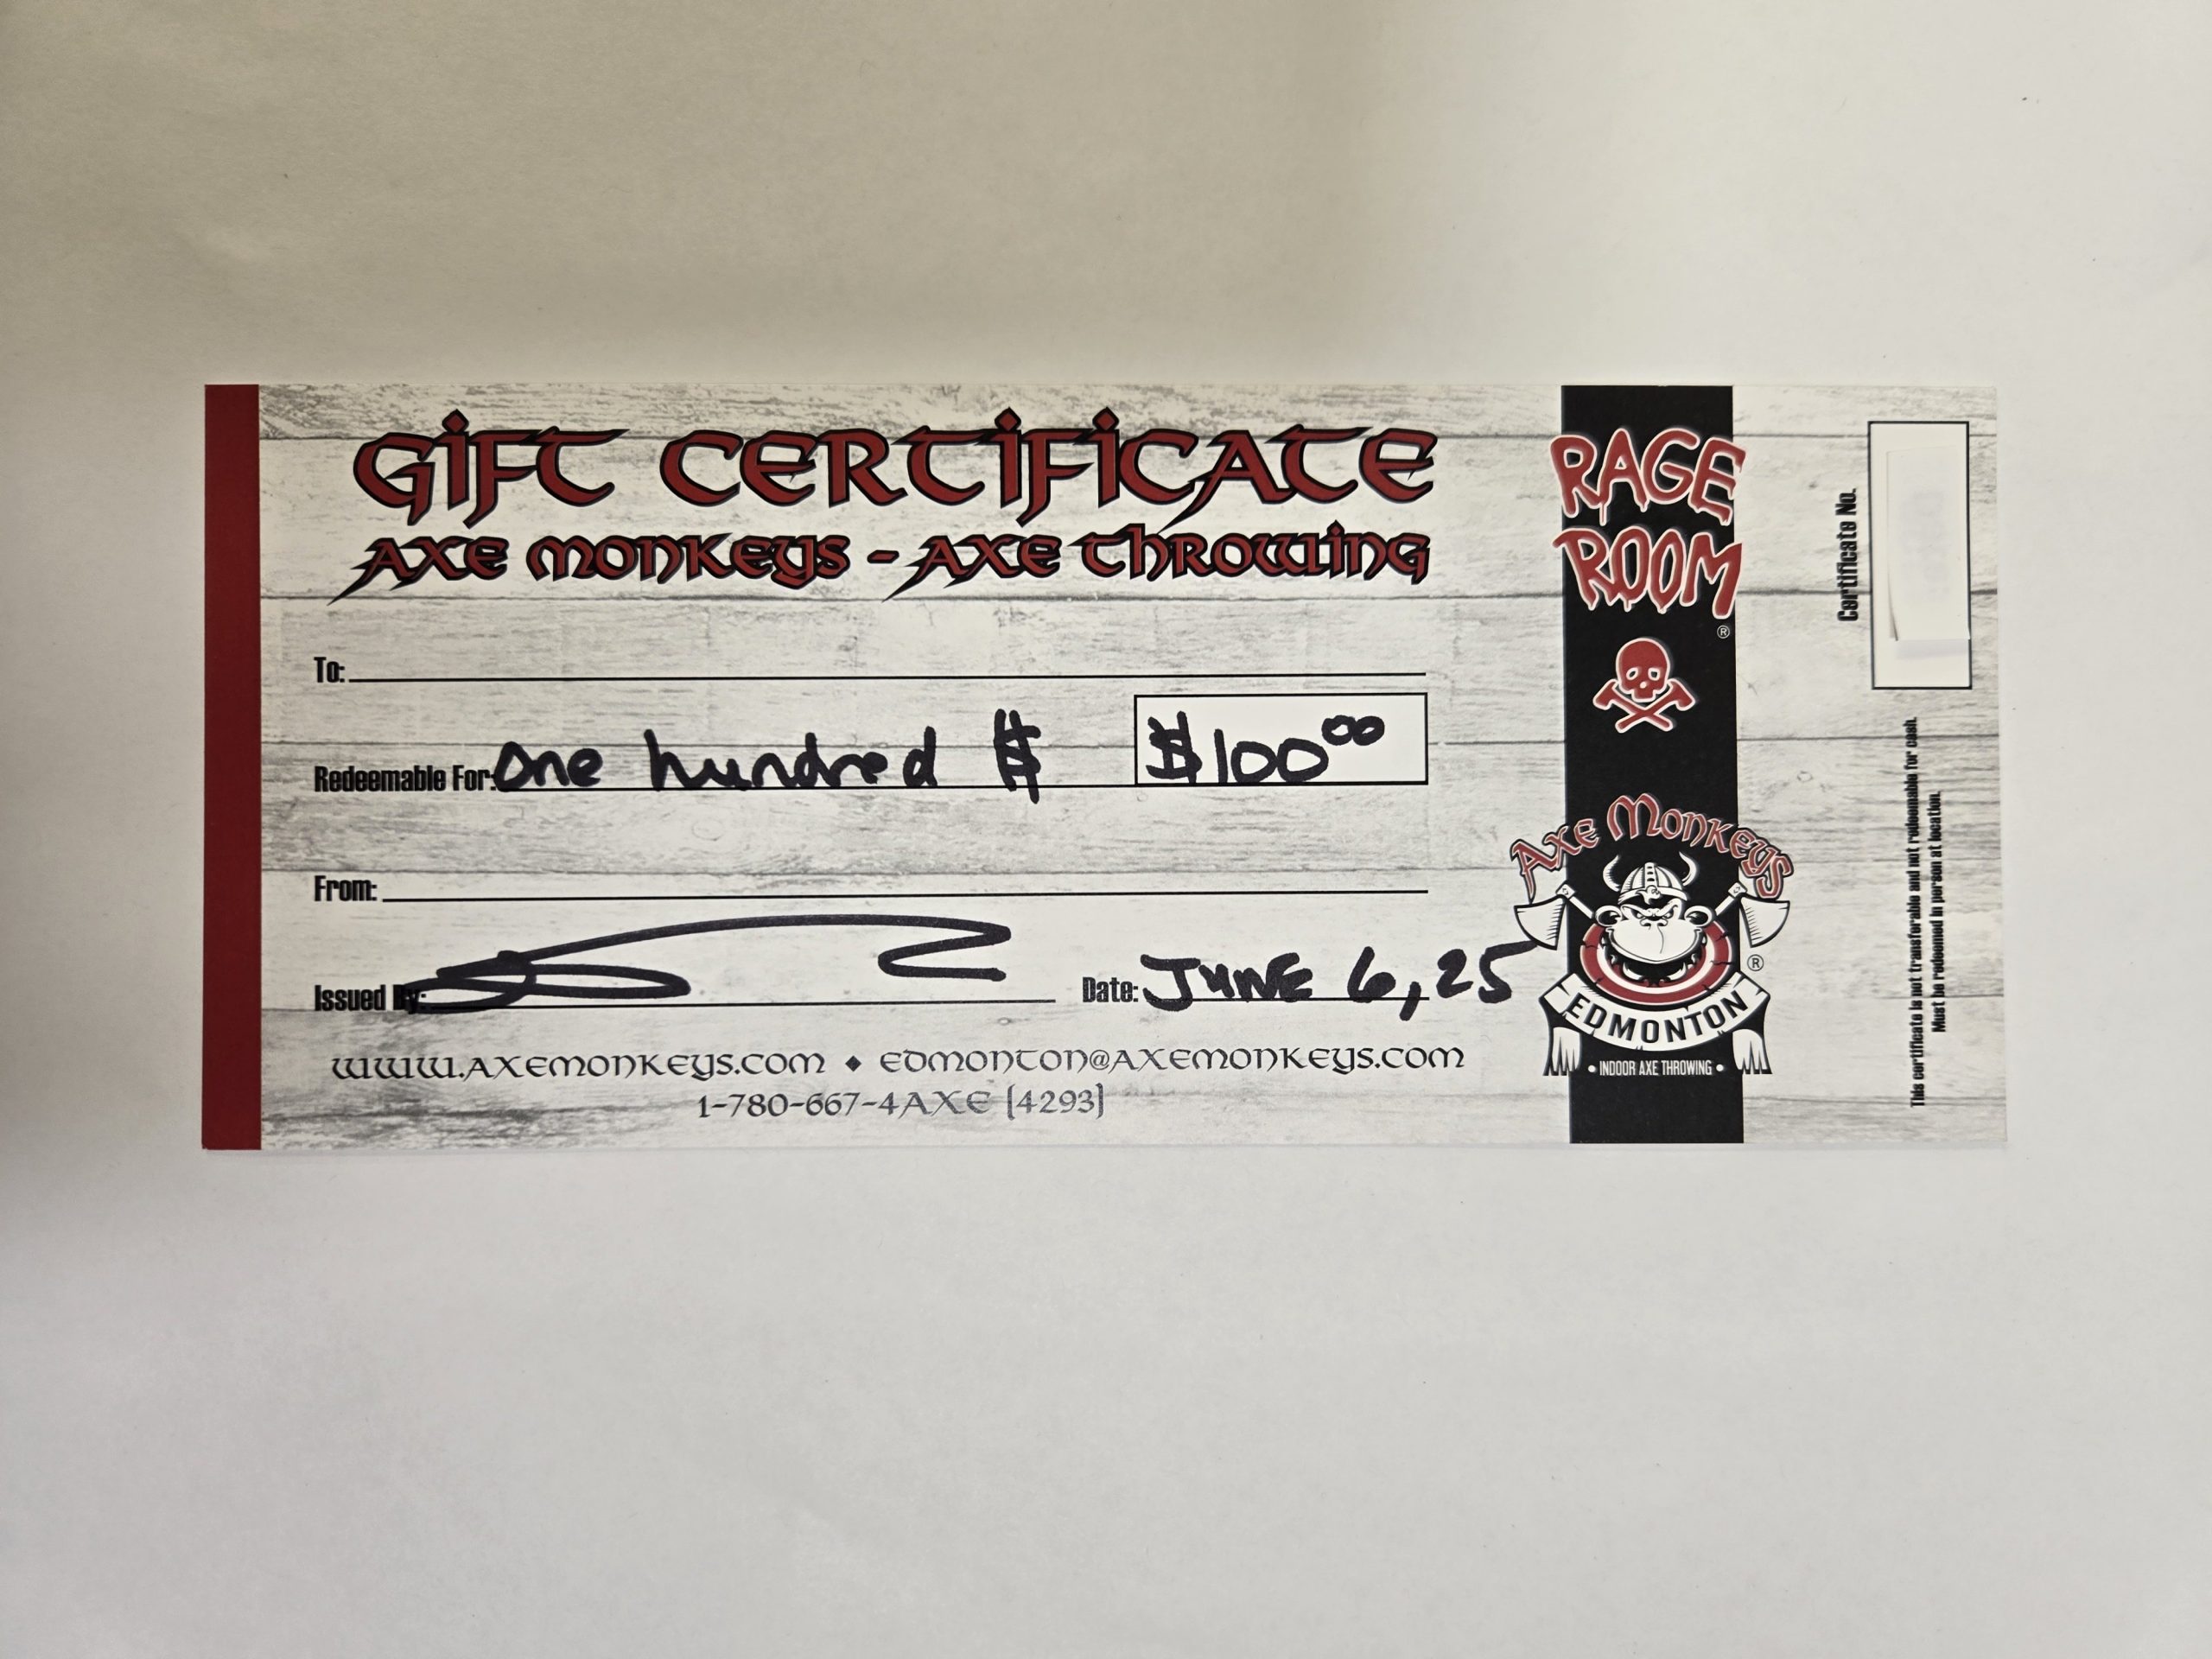 GIFT CERTIFICATE
AXE MONKEYS - AXE THROWING
To:
Redeemable For: One hundred $ $100⁰⁰
From:
Issued By: Date: JUNE 6, 25
WWW.AXEMONKEYS.COM ♦ EDMONTON@AXEMONKEYS.COM
1-780-667-4AXE (4293)
RAGE
ROOM
®
AXE MONKEYS
®
EDMONTON
• INDOOR AXE THROWING •
Certificate No.
This certificate is not transferable and not redeemable for cash.
Must be redeemed in person at location.